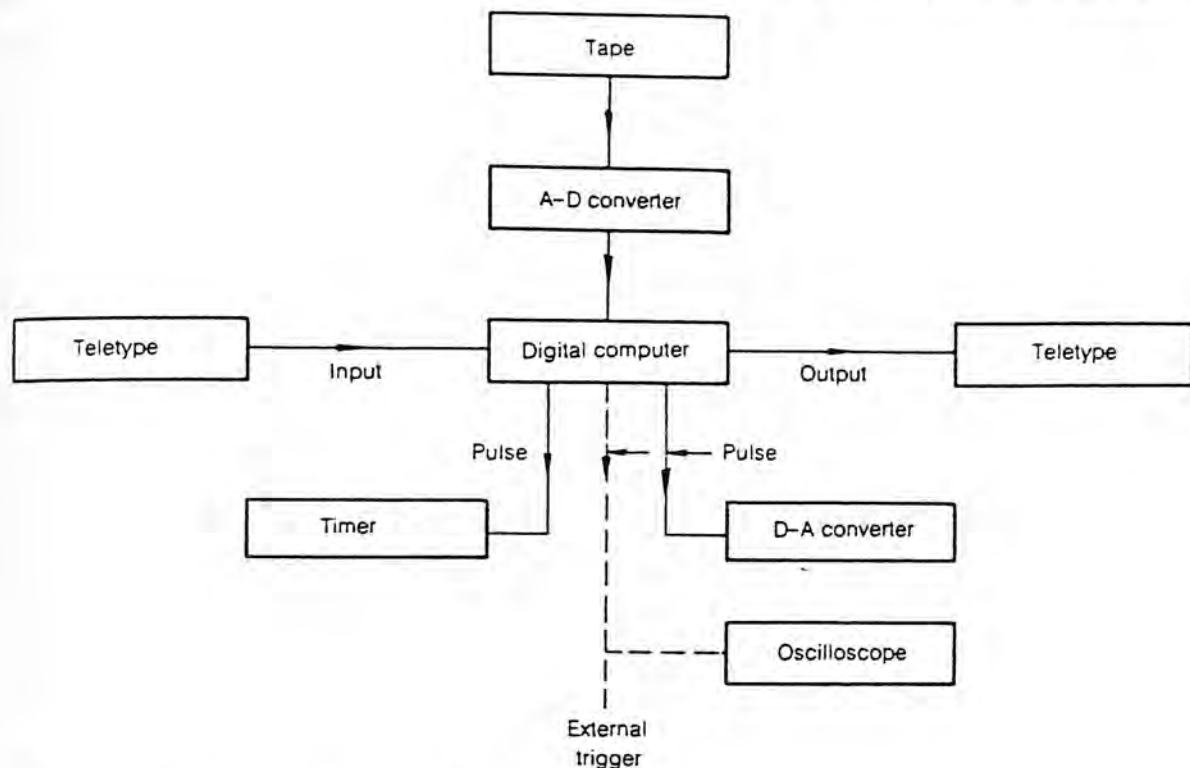 Tape
A-D converter
Teletype
Input
Digital computer
Output
Teletype
Pulse
Pulse
Timer
D-A converter
Oscilloscope
External
trigger